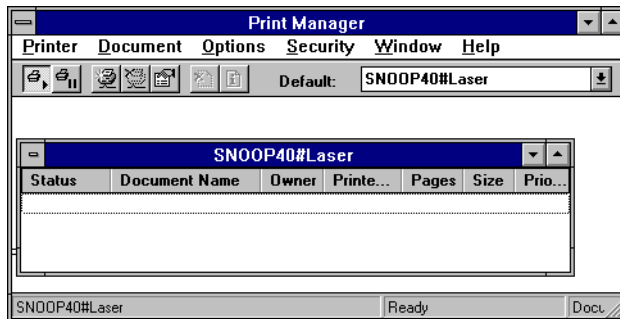 Print Manager
Printer Document Options Security Window Help
Default: SNOOP40#Laser
SNOOP40#Laser
Status Document Name Owner Printe... Pages Size Prio...
SNOOP40#Laser Ready Docu